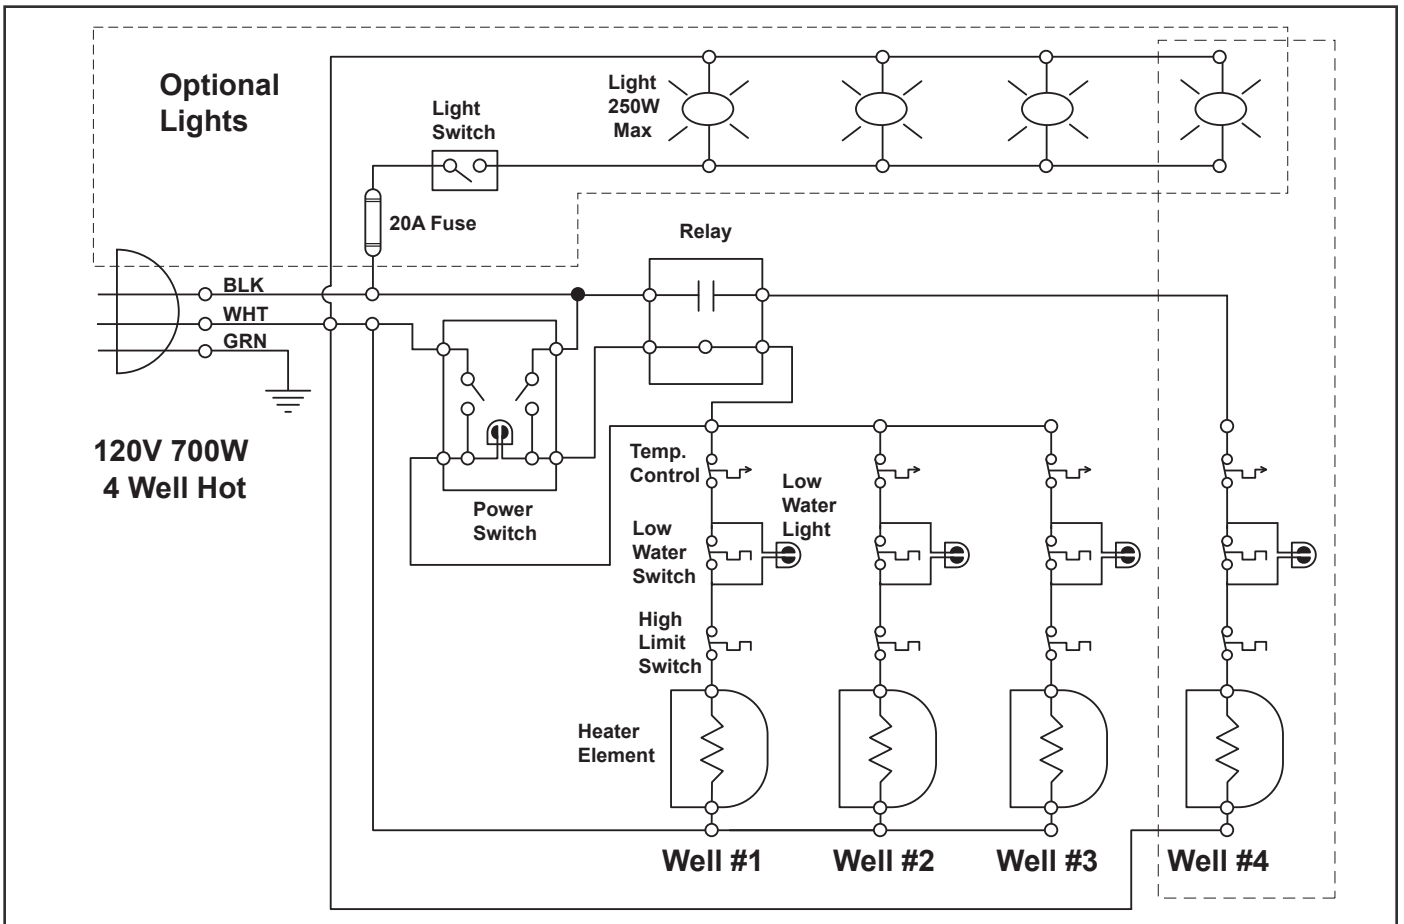 Optional
Lights
Light
Switch
Light
250W
Max
20A Fuse
Relay
BLK
WHT
GRN
120V 700W
4 Well Hot
Power
Switch
Temp.
Control
Low
Water
Switch
Low
Water
Light
High
Limit
Switch
Heater
Element
Well #1
Well #2
Well #3
Well #4